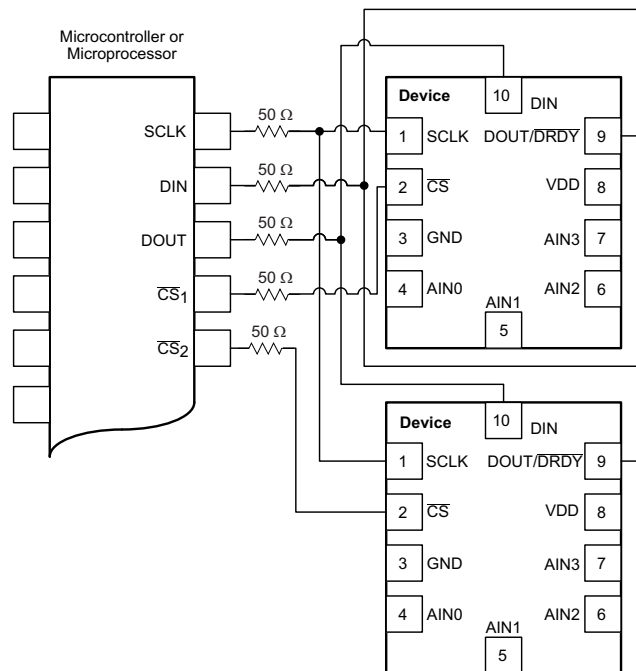 Microcontroller or
Microprocessor
SCLK
50 Ω
DIN
50 Ω
DOUT
50 Ω
CS1
50 Ω
CS2
50 Ω
Device
10
DIN
1
SCLK
DOUT/DRDY
9
2
CS
VDD
8
3
GND
AIN3
7
4
AIN0
AIN2
6
AIN1
5
Device
10
DIN
1
SCLK
DOUT/DRDY
9
2
CS
VDD
8
3
GND
AIN3
7
4
AIN0
AIN2
6
AIN1
5